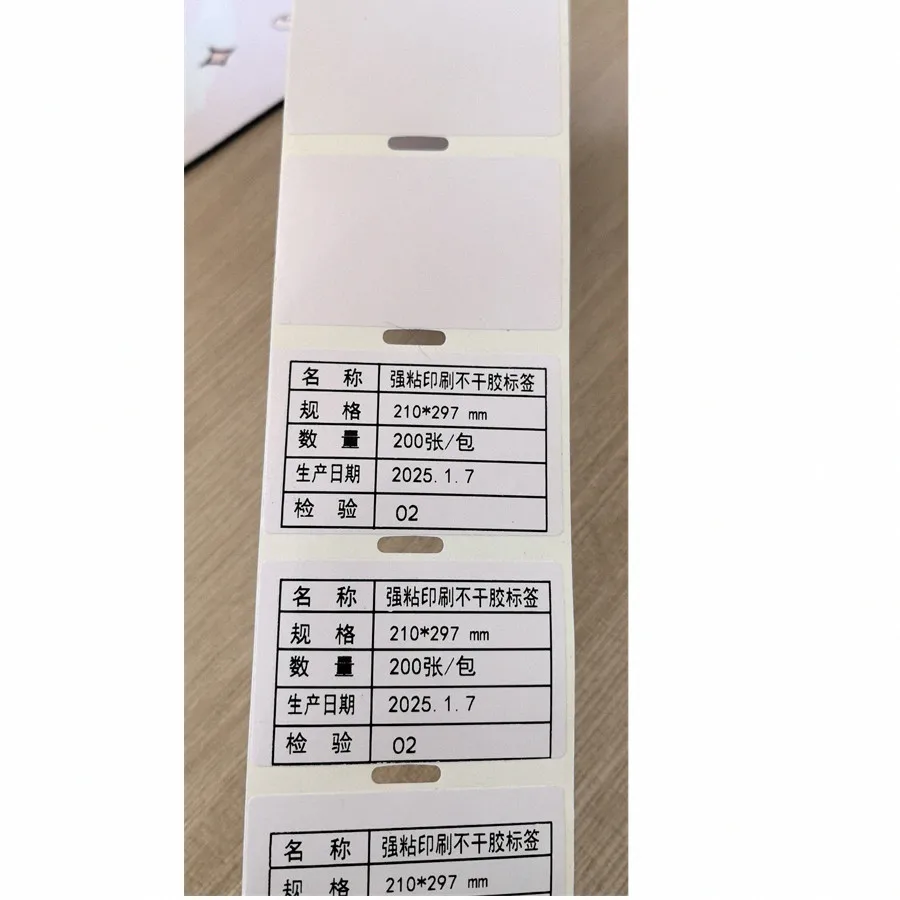 名 称 强粘印刷不干胶标签
规 格 210*297 mm
数 量 200张/包
生产日期 2025.1.7
检 验 02
名 称 强粘印刷不干胶标签
规 格 210*297 mm
数 量 200张/包
生产日期 2025.1.7
检 验 02
名 称 强粘印刷不干胶标签
规 格 210*297 mm